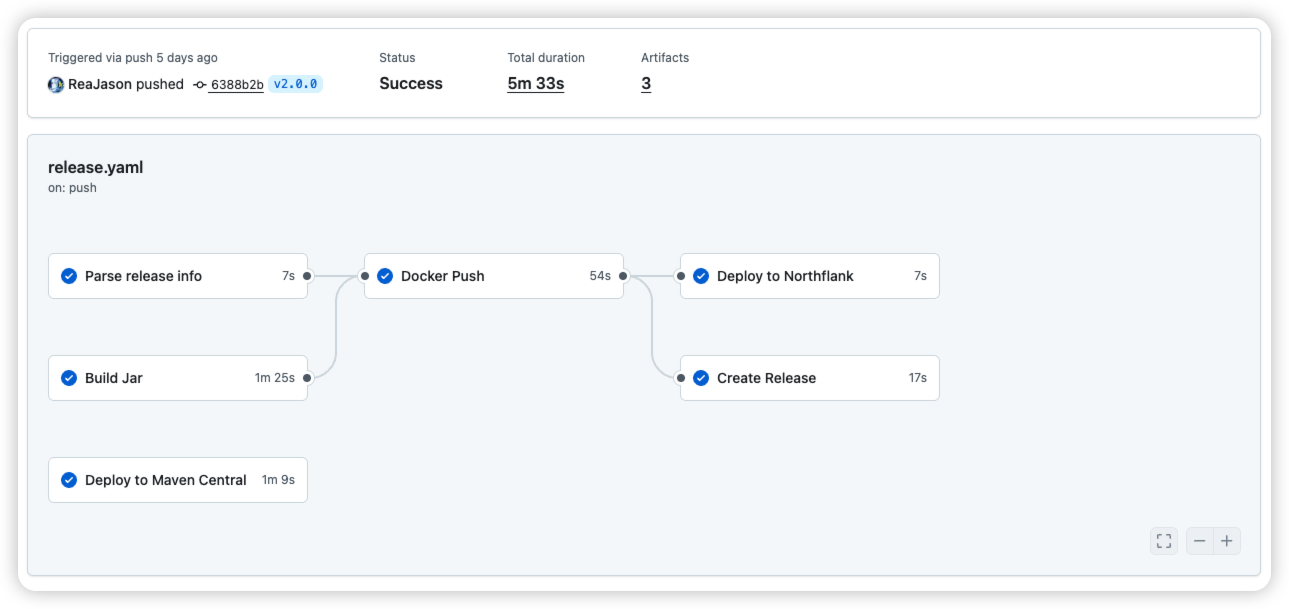 Triggered via push 5 days ago
ReaJason pushed 6388b2b v2.0.0
Status
Success
Total duration
5m 33s
Artifacts
3
release.yaml
on: push
Parse release info 7s
Docker Push 54s
Deploy to Northflank 7s
Build Jar 1m 25s
Create Release 17s
Deploy to Maven Central 1m 9s